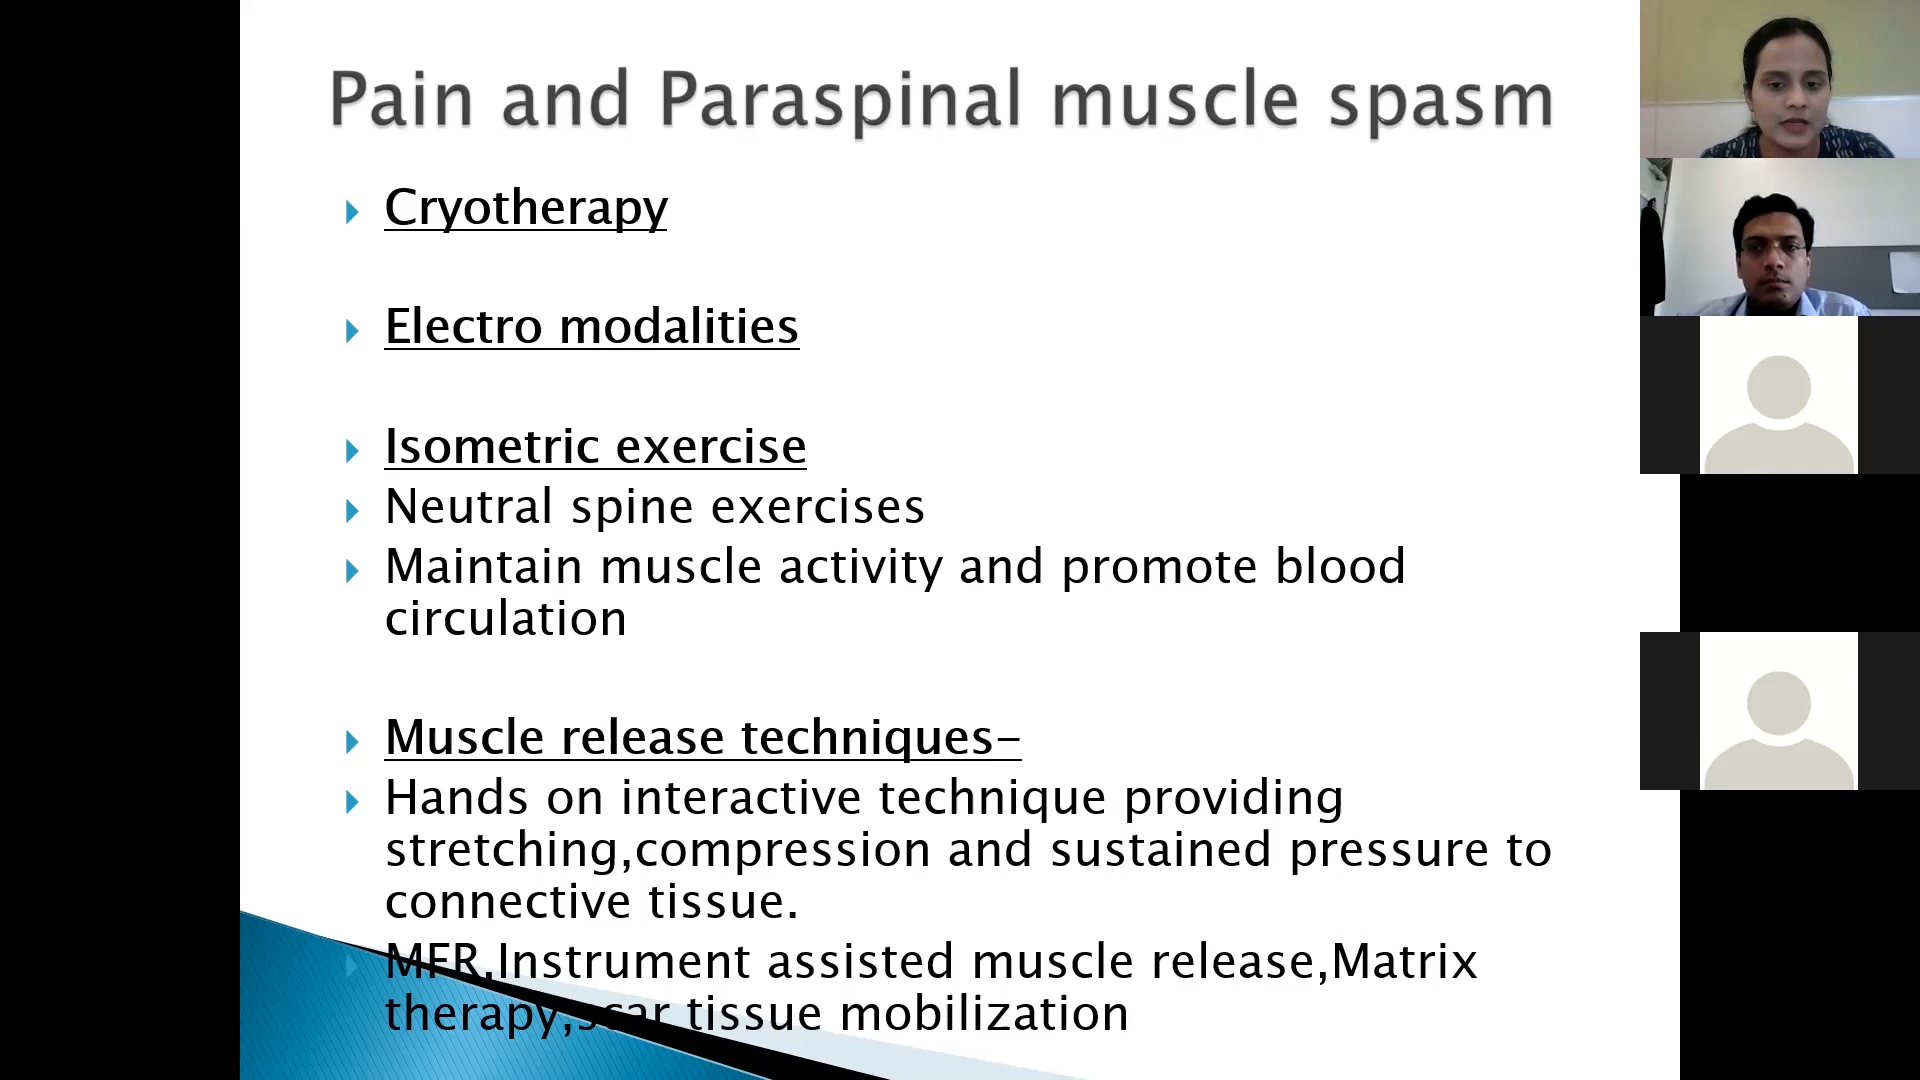 Pain and Paraspinal muscle spasm
Cryotherapy
Electro modalities
Isometric exercise
Neutral spine exercises
Maintain muscle activity and promote blood
circulation
Muscle release techniques-
Hands on interactive technique providing
stretching,compression and sustained pressure to
connective tissue.
MFR,Instrument assisted muscle release,Matrix
therapy,scar tissue mobilization